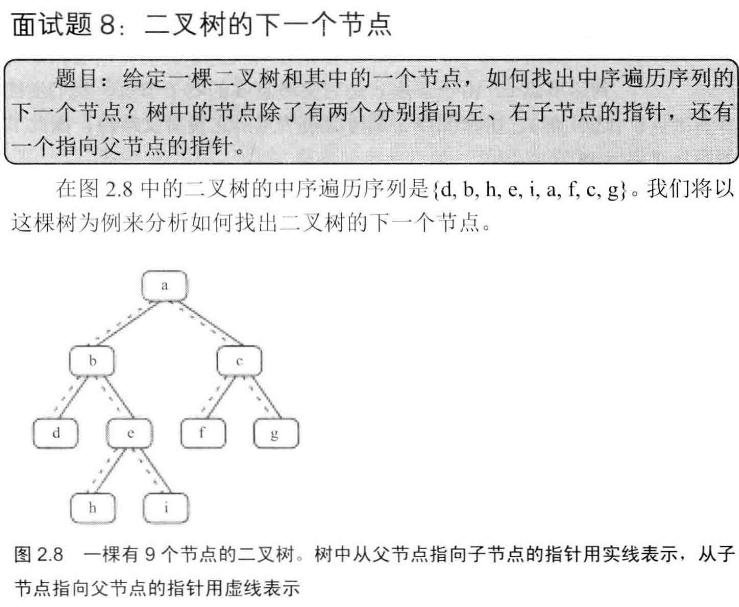 面试题 8：二叉树的下一个节点
题目：给定一棵二叉树和其中的一个节点，如何找出中序遍历序列的
下一个节点？树中的节点除了有两个分别指向左、右子节点的指针，还有
一个指向父节点的指针。
在图 2.8 中的二叉树的中序遍历序列是{d, b, h, e, i, a, f, c, g}。我们将以
这棵树为例来分析如何找出二叉树的下一个节点。
a
b c
d e f g
h i
图 2.8 一棵有 9 个节点的二叉树。树中从父节点指向子节点的指针用实线表示，从子
节点指向父节点的指针用虚线表示